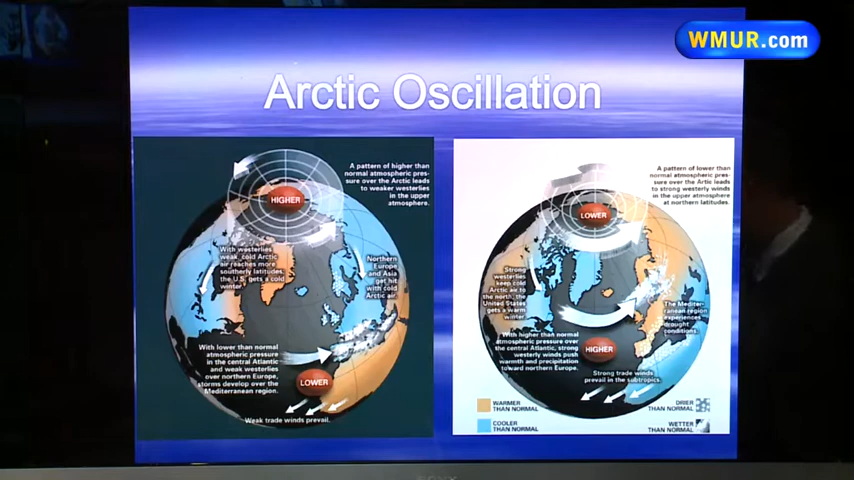 WMUR.com
Arctic Oscillation
A pattern of higher than
normal atmospheric pres-
sure over the Arctic leads
to weaker westerlies
in the upper
atmosphere.
HIGHER
With westerlies
weak, cold Arctic
air reaches more
southerly latitudes,
the U.S. gets a cold
winter.
Northern
Europe
and Asia
get hit
with cold
Arctic air.
With lower than normal
atmospheric pressure
in the central Atlantic
and weak westerlies
over northern Europe,
storms develop over the
Mediterranean region.
LOWER
Weak trade winds prevail.
A pattern of lower than
normal atmospheric pres-
sure over the Artic leads
to strong westerly winds
in the upper atmosphere
at northern latitudes.
LOWER
Strong
westerlies
keep cold
Arctic air to
the north, the
United States
gets a warm
winter.
The Mediter-
ranean region
experiences
drought
conditions.
With higher than normal
atmospheric pressure over
the central Atlantic, strong
westerly winds push
warmth and precipitation
toward northern Europe.
HIGHER
Strong trade winds
prevail in the subtropics.
WARMER
THAN NORMAL
COOLER
THAN NORMAL
DRIER
THAN NORMAL
WETTER
THAN NORMAL
SONY